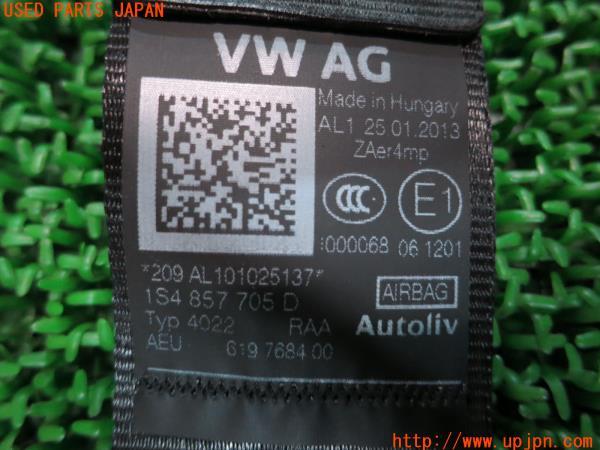 USED PARTS JAPAN
VW AG
Made in Hungary
AL1 25.01.2013
ZAer4mp
CCC
E1
000068 06 1201
*209 AL101025137*
1S4 857 705 D
AIRBAG
Typ 4022 RAA
Autoliv
AEU 619 7684 00
http://www.upjpn.com/